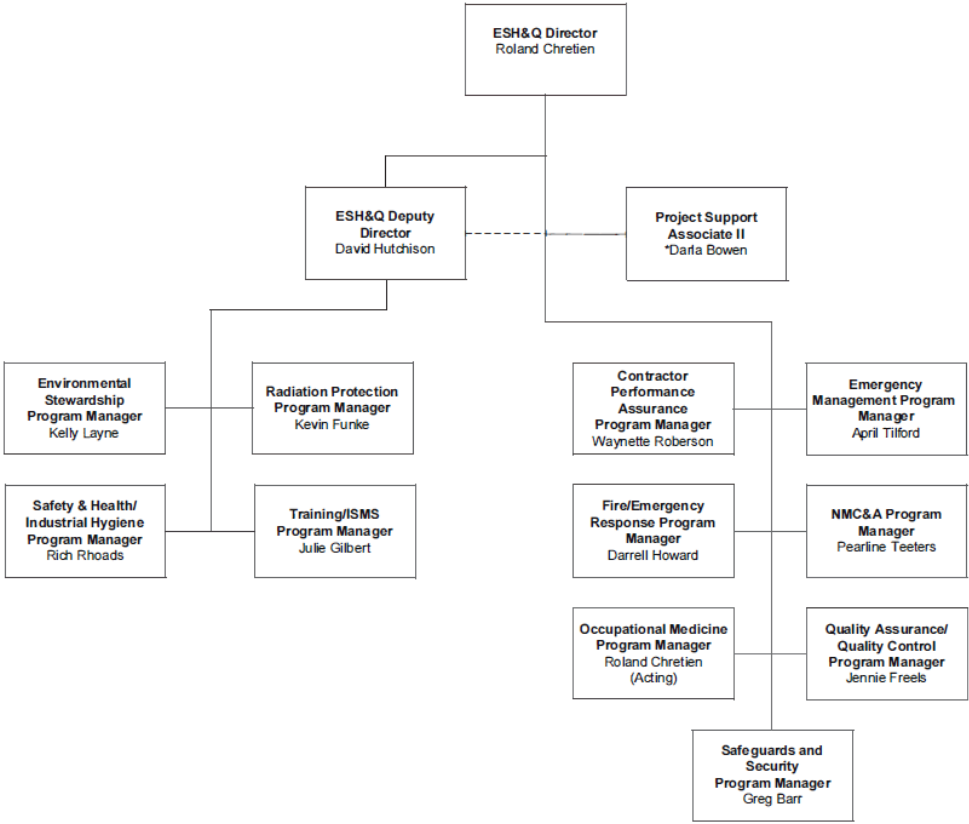 ESH&Q Director
Roland Chretien
ESH&Q Deputy
Director
David Hutchison
Project Support
Associate II
*Darla Bowen
Environmental
Stewardship
Program Manager
Kelly Layne
Radiation Protection
Program Manager
Kevin Funke
Contractor
Performance
Assurance
Program Manager
Waynette Roberson
Emergency
Management Program
Manager
April Tilford
Safety & Health/
Industrial Hygiene
Program Manager
Rich Rhoads
Training/ISMS
Program Manager
Julie Gilbert
Fire/Emergency
Response Program
Manager
Darrell Howard
NMC&A Program
Manager
Pearline Teeters
Occupational Medicine
Program Manager
Roland Chretien
(Acting)
Quality Assurance/
Quality Control
Program Manager
Jennie Freels
Safeguards and
Security
Program Manager
Greg Barr